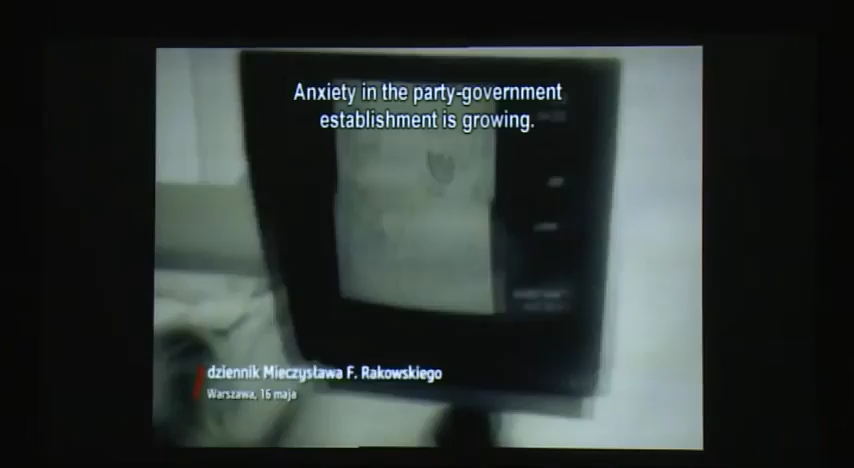 Anxiety in the party-government
establishment is growing.
dziennik Mieczysława F. Rakowskiego
Warszawa, 16 maja